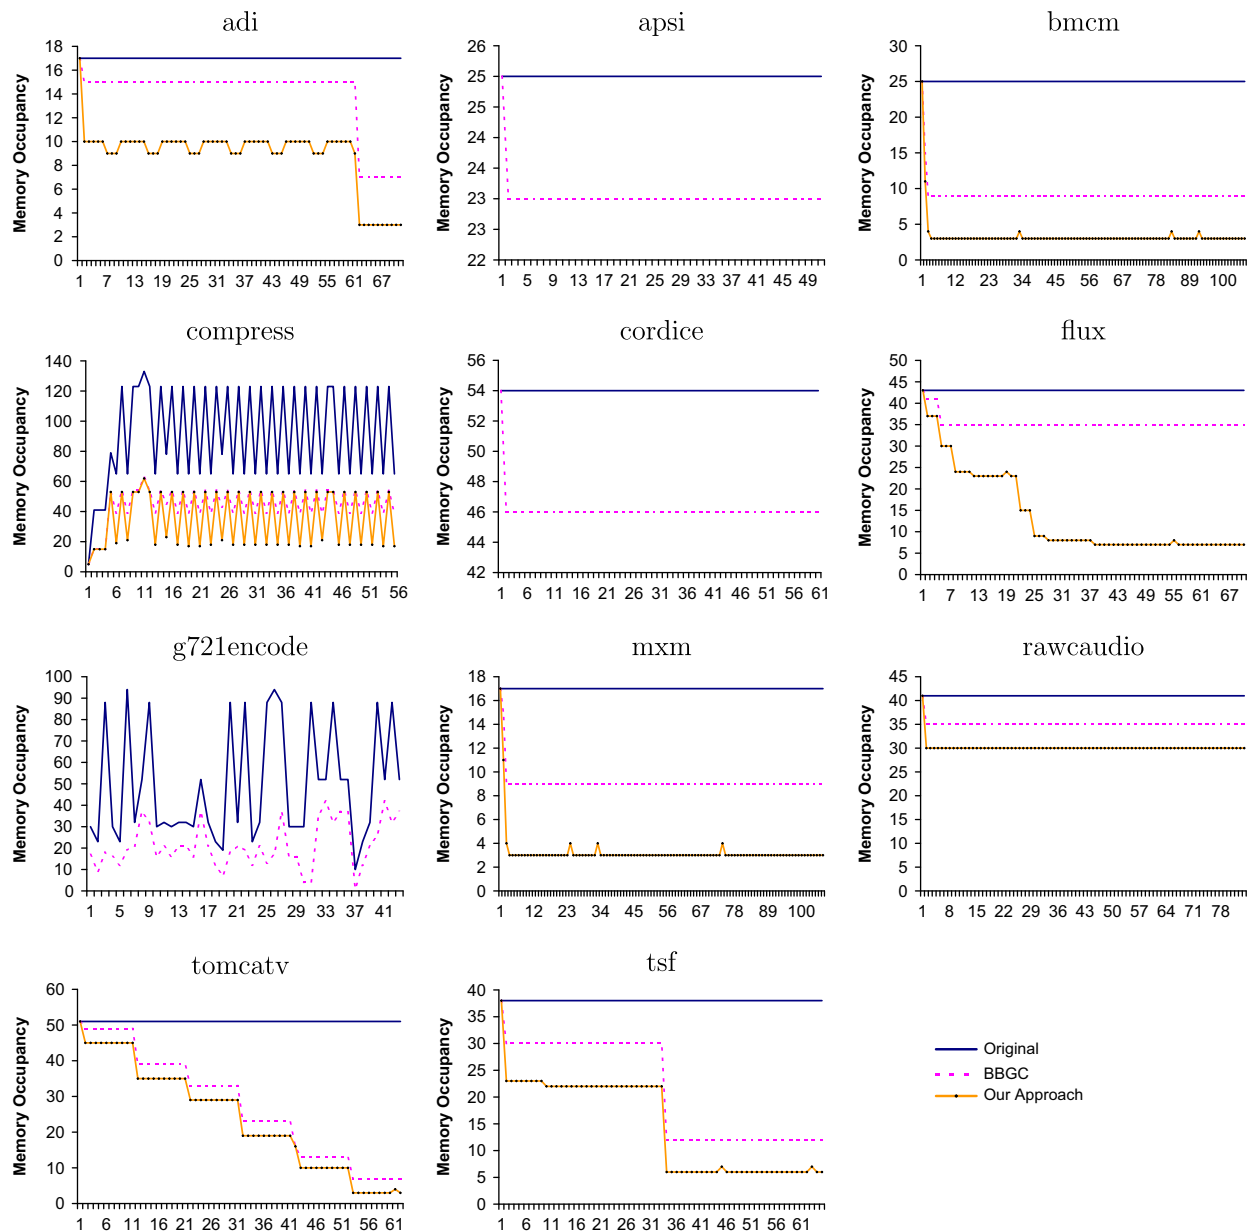 adi
Memory Occupancy
18
16
14
12
10
8
6
4
2
0
1 7 13 19 25 31 37 43 49 55 61 67
apsi
Memory Occupancy
26
25
25
24
24
23
23
22
1 5 9 13 17 21 25 29 33 37 41 45 49
bmcm
Memory Occupancy
30
25
20
15
10
5
0
1 12 23 34 45 56 67 78 89 100
compress
Memory Occupancy
140
120
100
80
60
40
20
0
1 6 11 16 21 26 31 36 41 46 51 56
cordice
Memory Occupancy
56
54
52
50
48
46
44
42
1 6 11 16 21 26 31 36 41 46 51 56 61
flux
Memory Occupancy
50
45
40
35
30
25
20
15
10
5
0
1 7 13 19 25 31 37 43 49 55 61 67
g721encode
Memory Occupancy
100
90
80
70
60
50
40
30
20
10
0
1 5 9 13 17 21 25 29 33 37 41
mxm
Memory Occupancy
18
16
14
12
10
8
6
4
2
0
1 12 23 34 45 56 67 78 89 100
rawcaudio
Memory Occupancy
45
40
35
30
25
20
15
10
5
0
1 8 15 22 29 36 43 50 57 64 71 78
tomcatv
Memory Occupancy
60
50
40
30
20
10
0
1 6 11 16 21 26 31 36 41 46 51 56 61
tsf
Memory Occupancy
40
35
30
25
20
15
10
5
0
1 6 11 16 21 26 31 36 41 46 51 56 61
Original
BBGC
Our Approach